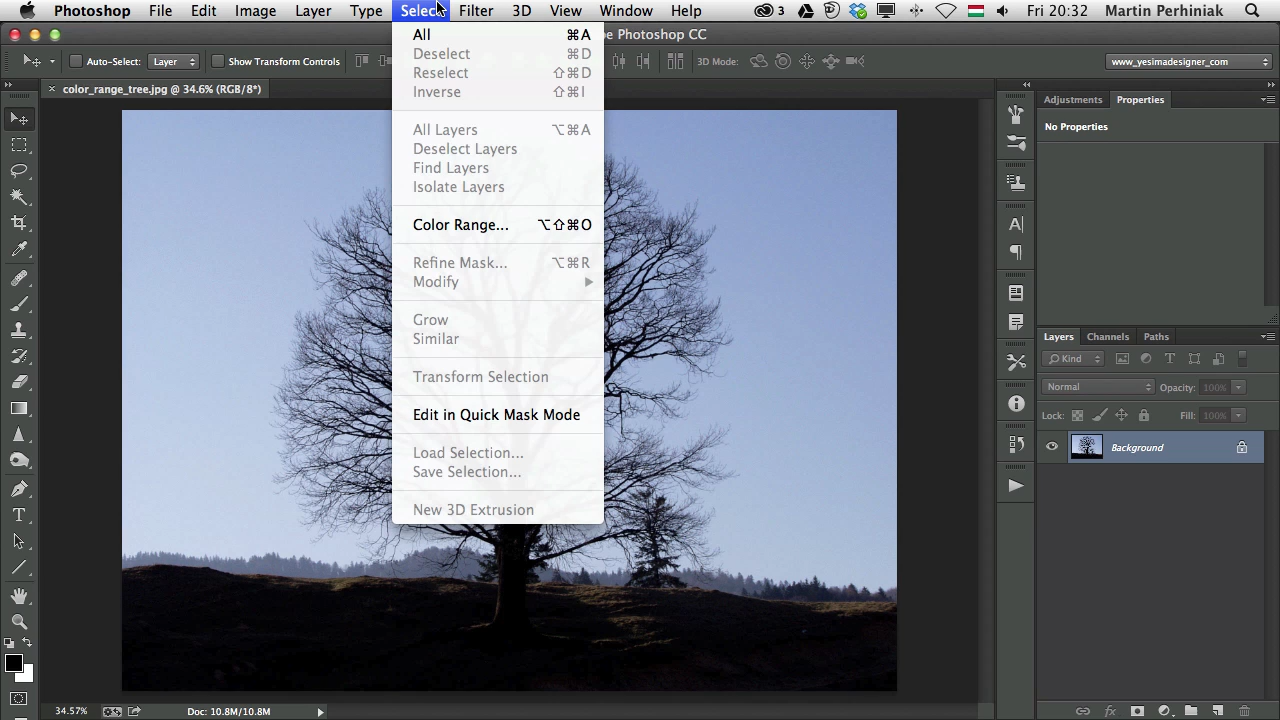 Photoshop File Edit Image Layer Type Select Filter 3D View Window Help 3 Fri 20:32 Martin Perhiniak
be Photoshop CC
Auto-Select: Layer Show Transform Controls 3D Mode: www_yesimadesigner_com
× color_range_tree.jpg @ 34.6% (RGB/8*)
All ⌘A
Deselect ⌘D
Reselect ⇧⌘D
Inverse ⇧⌘I
All Layers ⌥⌘A
Deselect Layers
Find Layers
Isolate Layers
Color Range... ⌥⇧⌘O
Refine Mask... ⌥⌘R
Modify
Grow
Similar
Transform Selection
Edit in Quick Mask Mode
Load Selection...
Save Selection...
New 3D Extrusion
Adjustments Properties
No Properties
Layers Channels Paths
Kind
Normal Opacity: 100%
Lock: Fill: 100%
Background
34.57% Doc: 10.8M/10.8M